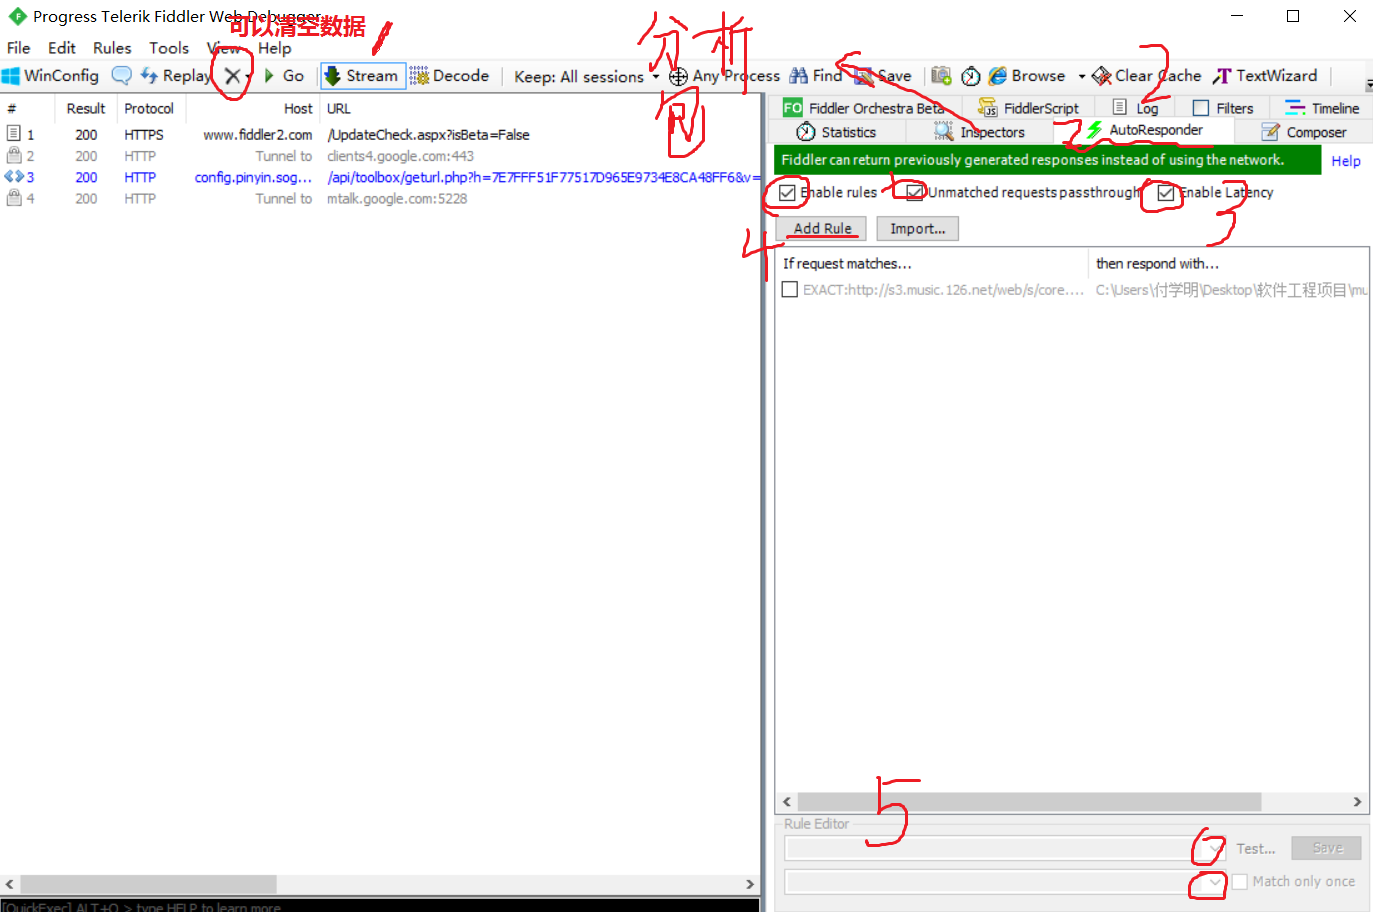 Progress Telerik Fiddler Web Debugger
可以清空数据
1
分析
包
File Edit Rules Tools View Help
WinConfig Replay Go Stream Decode Keep: All sessions Any Process Find Save Browse Clear Cache TextWizard
2
# Result Protocol Host URL
1 200 HTTPS www.fiddler2.com /UpdateCheck.aspx?isBeta=False
2 200 HTTP Tunnel to clients4.google.com:443
3 200 HTTP config.pinyin.sog... /api/toolbox/geturl.php?h=7E7FFF51F77517D965E9734E8CA48FF6&v=
4 200 HTTP Tunnel to mtalk.google.com:5228
FO Fiddler Orchestra Beta FiddlerScript Log Filters Timeline
Statistics Inspectors AutoResponder Composer
2
Fiddler can return previously generated responses instead of using the network. Help
Enable rules Unmatched requests passthrough Enable Latency
3
4
Add Rule Import...
If request matches... then respond with...
EXACT:http://s3.music.126.net/web/s/core.... C:\Users\付学明\Desktop\软件工程项目\mu
5
Rule Editor
Test... Save
Match only once
[QuickExec] ALT+Q > type HELP to learn more